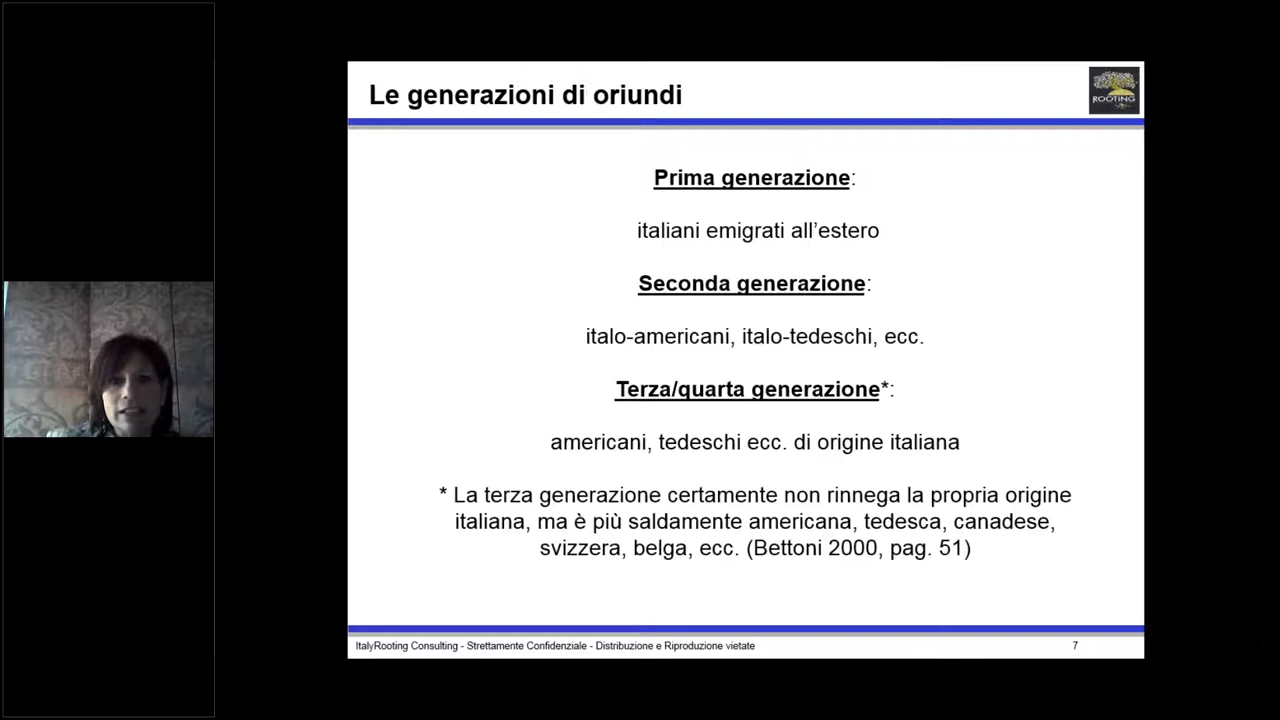 Le generazioni di oriundi
ROOTING
Prima generazione:
italiani emigrati all’estero
Seconda generazione:
italo-americani, italo-tedeschi, ecc.
Terza/quarta generazione*:
americani, tedeschi ecc. di origine italiana
* La terza generazione certamente non rinnega la propria origine
italiana, ma è più saldamente americana, tedesca, canadese,
svizzera, belga, ecc. (Bettoni 2000, pag. 51)
ItalyRooting Consulting - Strettamente Confidenziale - Distribuzione e Riproduzione vietate
7